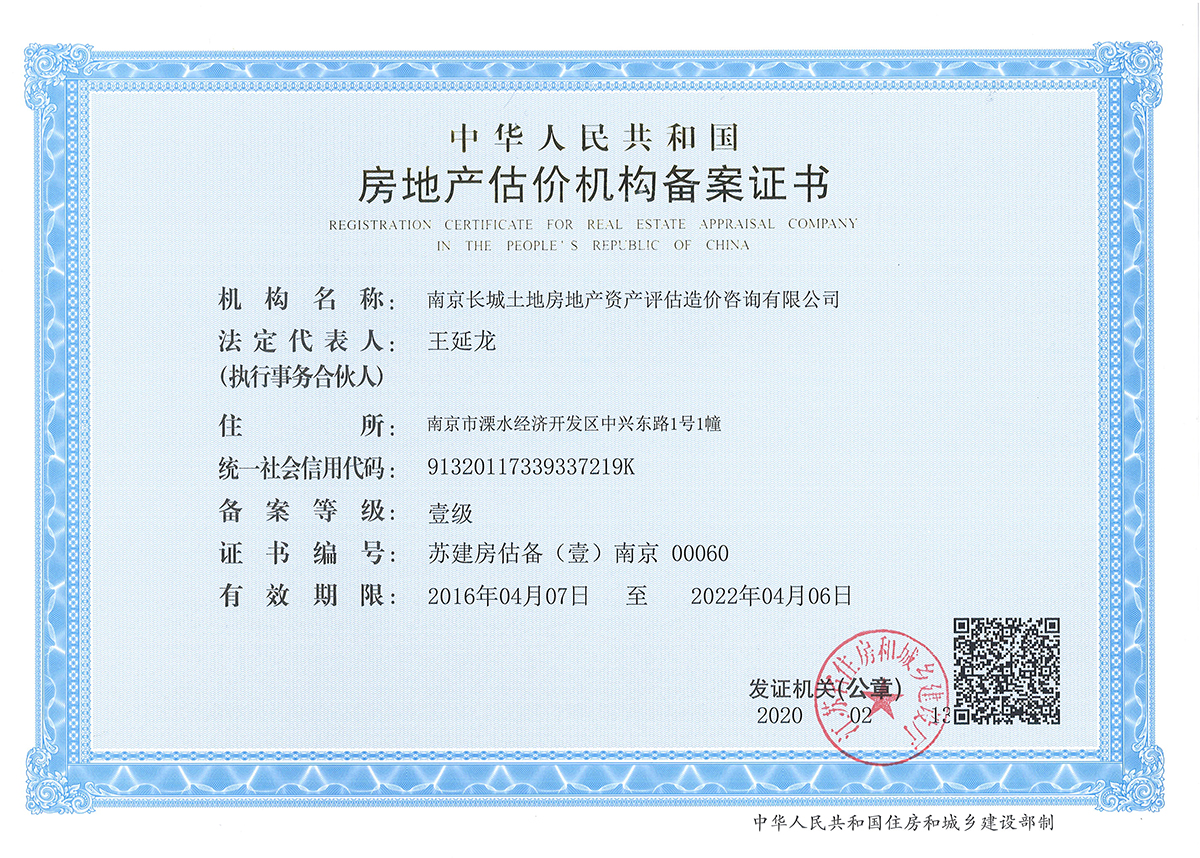 中华人民共和国
房地产估价机构备案证书
REGISTRATION CERTIFICATE FOR REAL ESTATE APPRAISAL COMPANY
IN THE PEOPLE'S REPUBLIC OF CHINA
机构名称： 南京长城土地房地产资产评估造价咨询有限公司
法定代表人： 王延龙
(执行事务合伙人)
住所： 南京市溧水经济开发区中兴东路1号1幢
统一社会信用代码： 91320117339337219K
备案等级： 壹级
证书编号： 苏建房估备（壹）南京 00060
有效期限： 2016年04月07日 至 2022年04月06日
江苏省住房和城乡建设厅
发证机关(公章)
2020 02 13
中华人民共和国住房和城乡建设部制